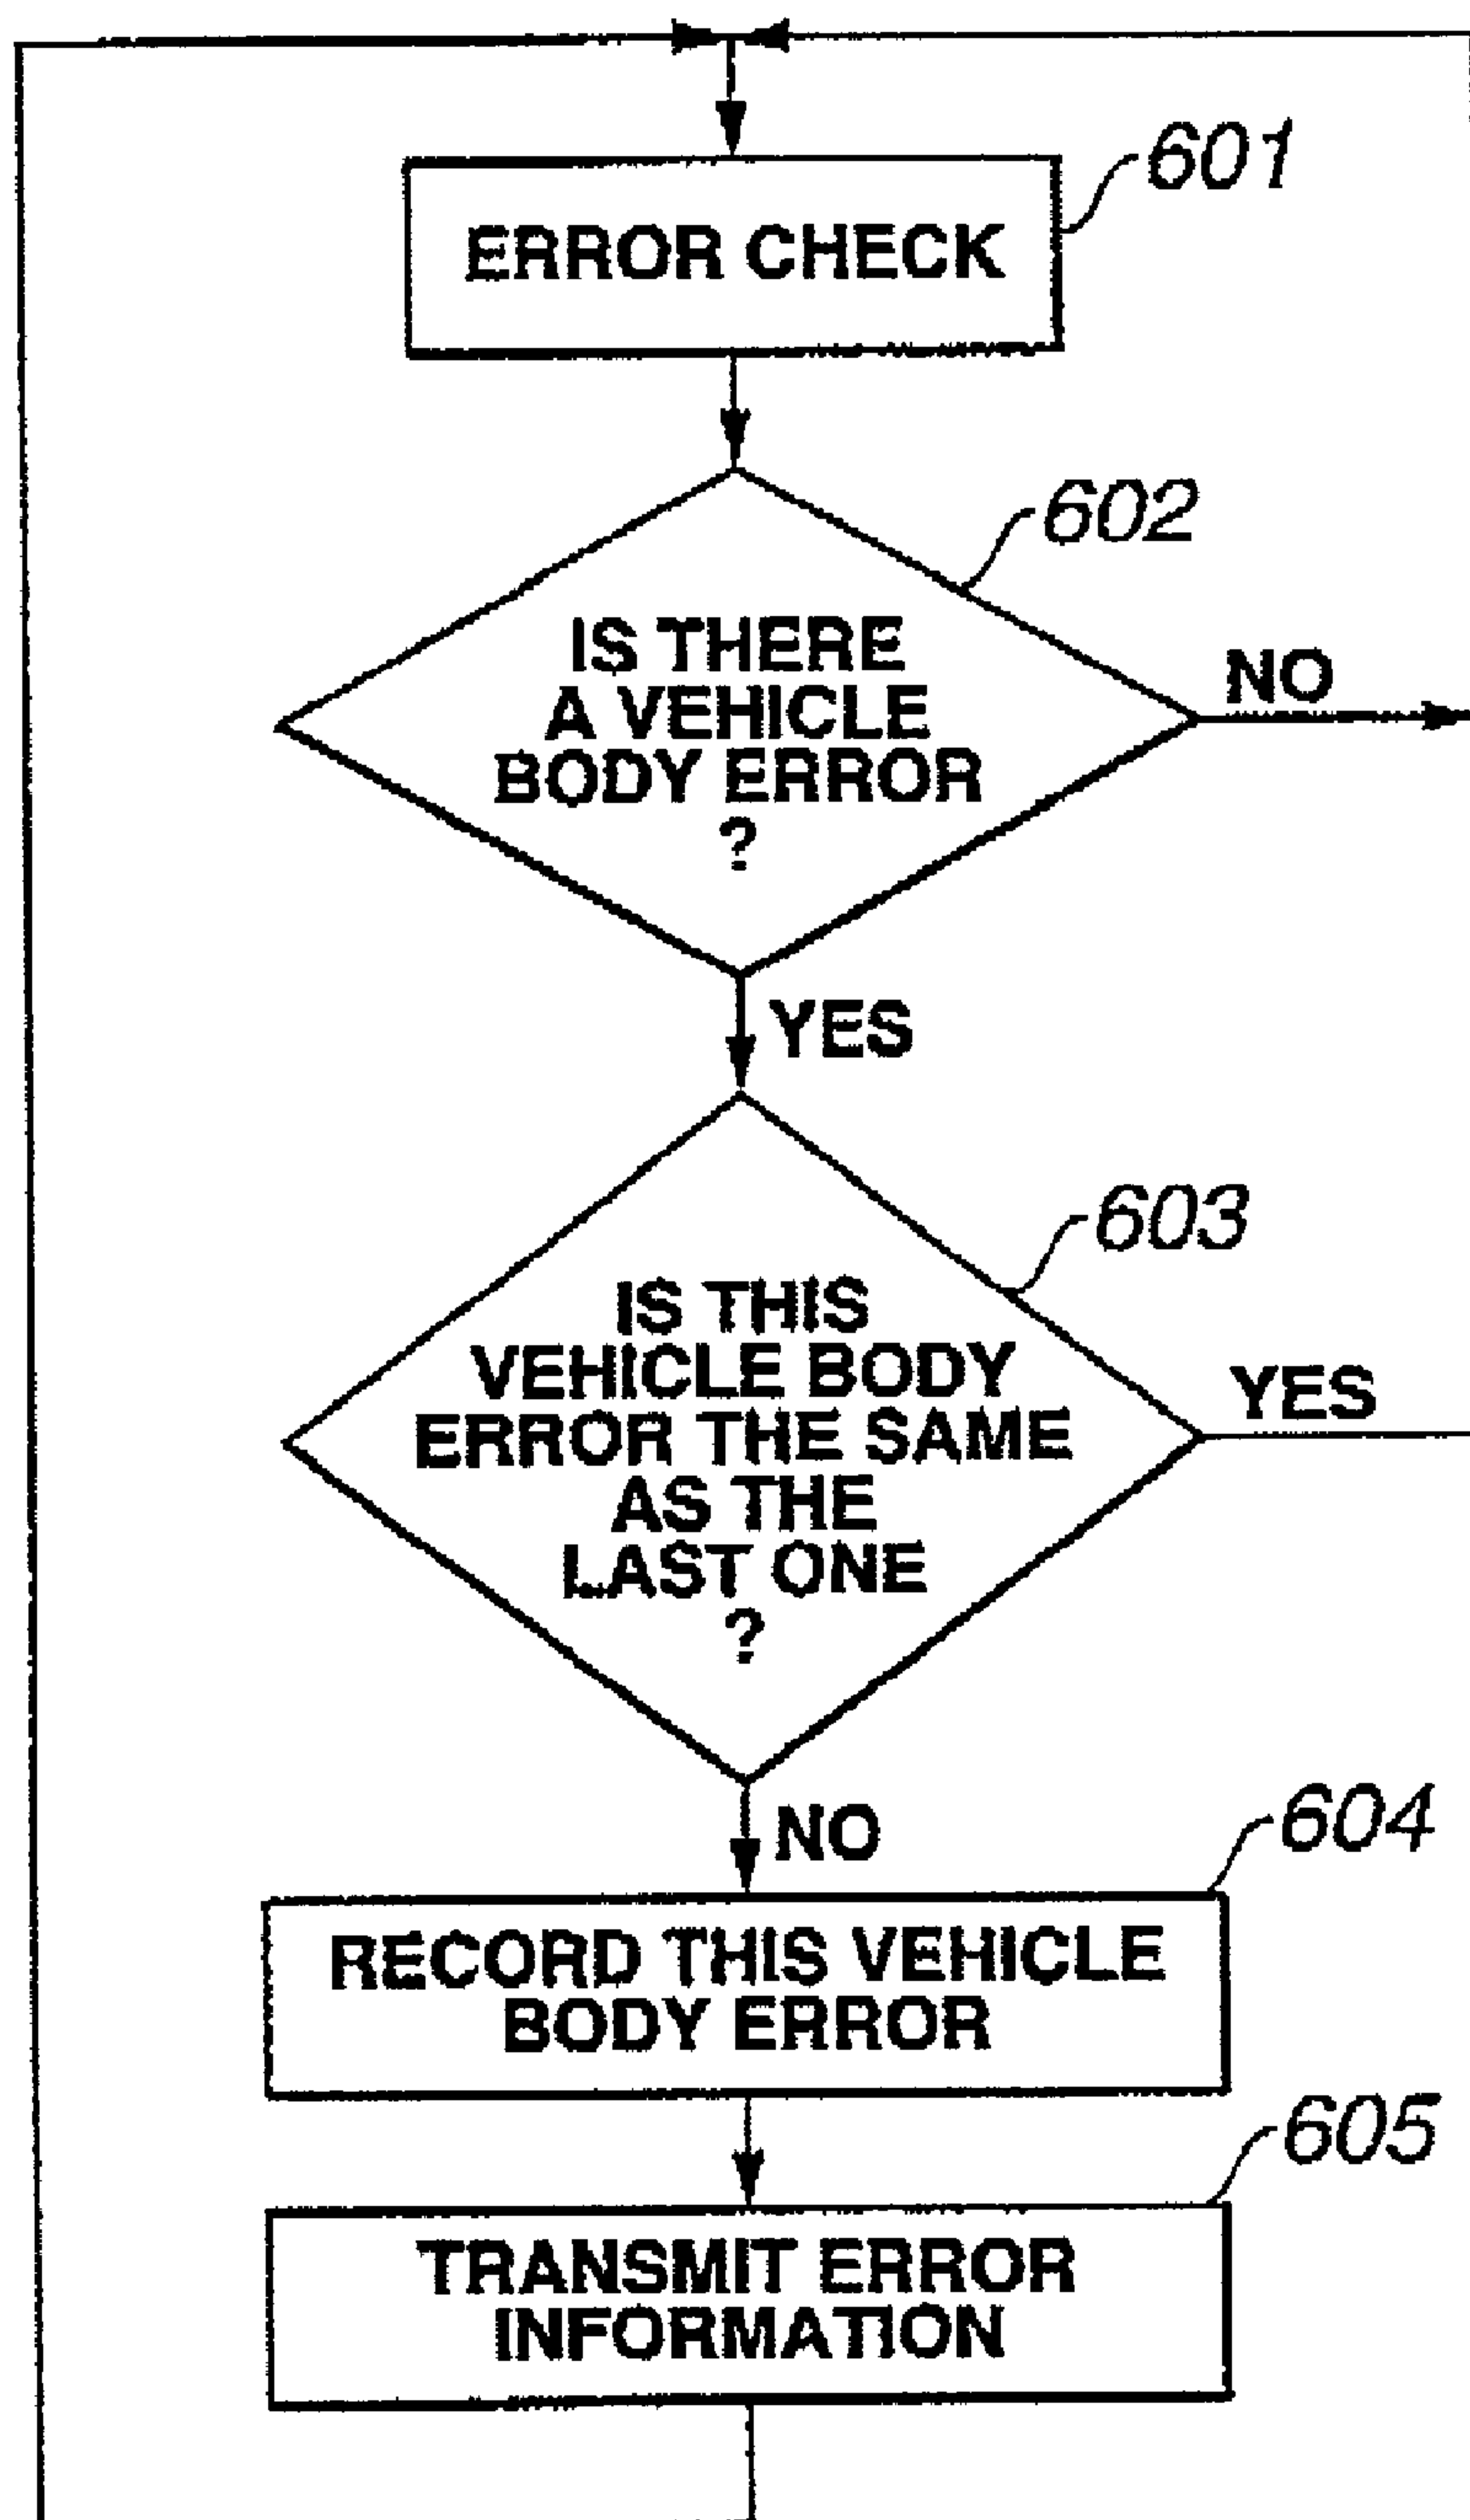 601
ERROR CHECK
602
IS THERE
A VEHICLE
BODY ERROR
?
NO
YES
603
IS THIS
VEHICLE BODY
ERROR THE SAME
AS THE
LAST ONE
?
YES
NO
604
RECORD THIS VEHICLE
BODY ERROR
605
TRANSMIT ERROR
INFORMATION